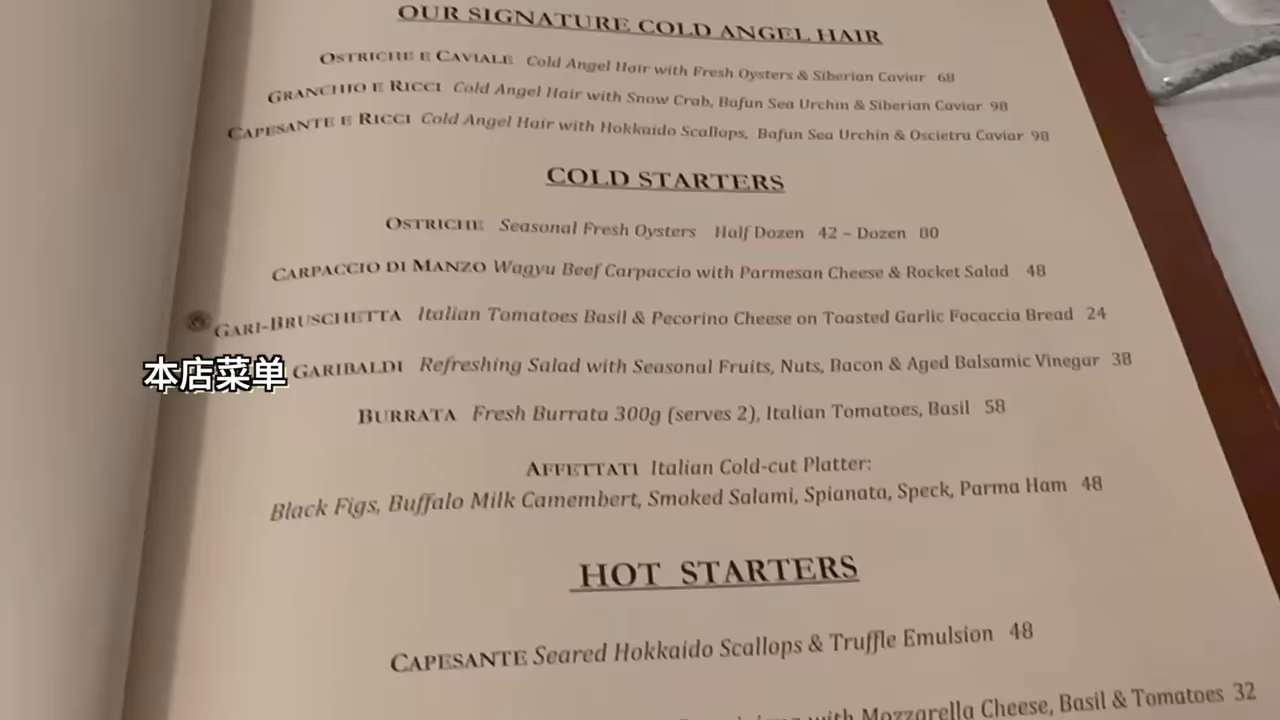 OUR SIGNATURE COLD ANGEL HAIR
OSTRICHE E CAVIALE Cold Angel Hair with Fresh Oysters & Siberian Caviar 68
GRANCHIO E RICCI Cold Angel Hair with Snow Crab, Bafun Sea Urchin & Siberian Caviar 98
CAPESANTE E RICCI Cold Angel Hair with Hokkaido Scallops, Bafun Sea Urchin & Oscietra Caviar 98
COLD STARTERS
OSTRICHE Seasonal Fresh Oysters Half Dozen 42 – Dozen 80
CARPACCIO DI MANZO Wagyu Beef Carpaccio with Parmesan Cheese & Rocket Salad 48
GARI-BRUSCHETTA Italian Tomatoes Basil & Pecorino Cheese on Toasted Garlic Focaccia Bread 24
本店菜单
GARIBALDI Refreshing Salad with Seasonal Fruits, Nuts, Bacon & Aged Balsamic Vinegar 38
BURRATA Fresh Burrata 300g (serves 2), Italian Tomatoes, Basil 58
AFFETTATI Italian Cold-cut Platter:
Black Figs, Buffalo Milk Camembert, Smoked Salami, Spianata, Speck, Parma Ham 48
HOT STARTERS
CAPESANTE Seared Hokkaido Scallops & Truffle Emulsion 48
with Mozzarella Cheese, Basil & Tomatoes 32